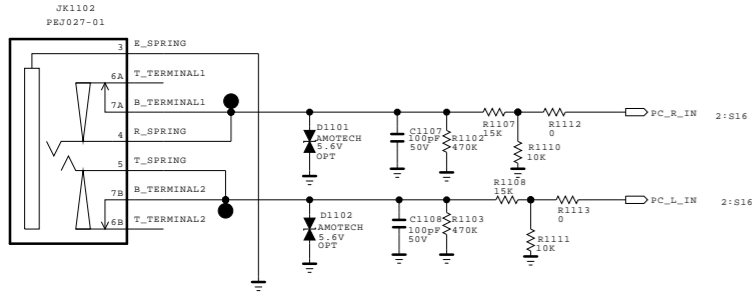 JK1102
PEJ027-01
3 E_SPRING
6A T_TERMINAL1
7A B_TERMINAL1
4 R_SPRING
5 T_SPRING
7B B_TERMINAL2
6B T_TERMINAL2
D1101
AMOTECH
5.6V
OPT
C1107
100pF
50V
R1102
470K
R1107
15K
R1112
0
R1110
10K
PC_R_IN 2:S16
D1102
AMOTECH
5.6V
OPT
C1108
100pF
50V
R1103
470K
R1108
15K
R1113
0
R1111
10K
PC_L_IN 2:S16